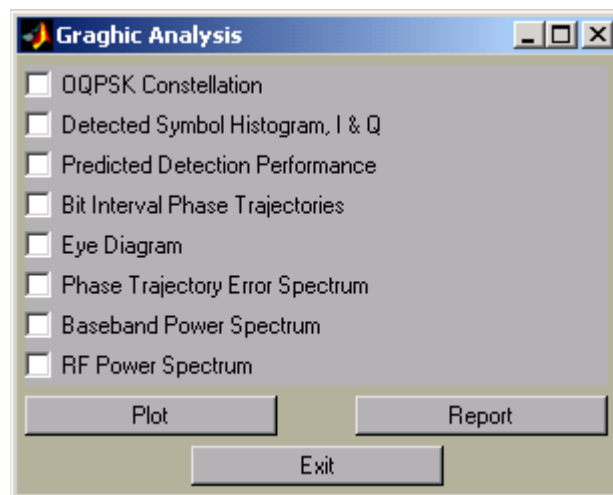 Graghic Analysis
OQPSK Constellation
Detected Symbol Histogram, I & Q
Predicted Detection Performance
Bit Interval Phase Trajectories
Eye Diagram
Phase Trajectory Error Spectrum
Baseband Power Spectrum
RF Power Spectrum
Plot
Report
Exit